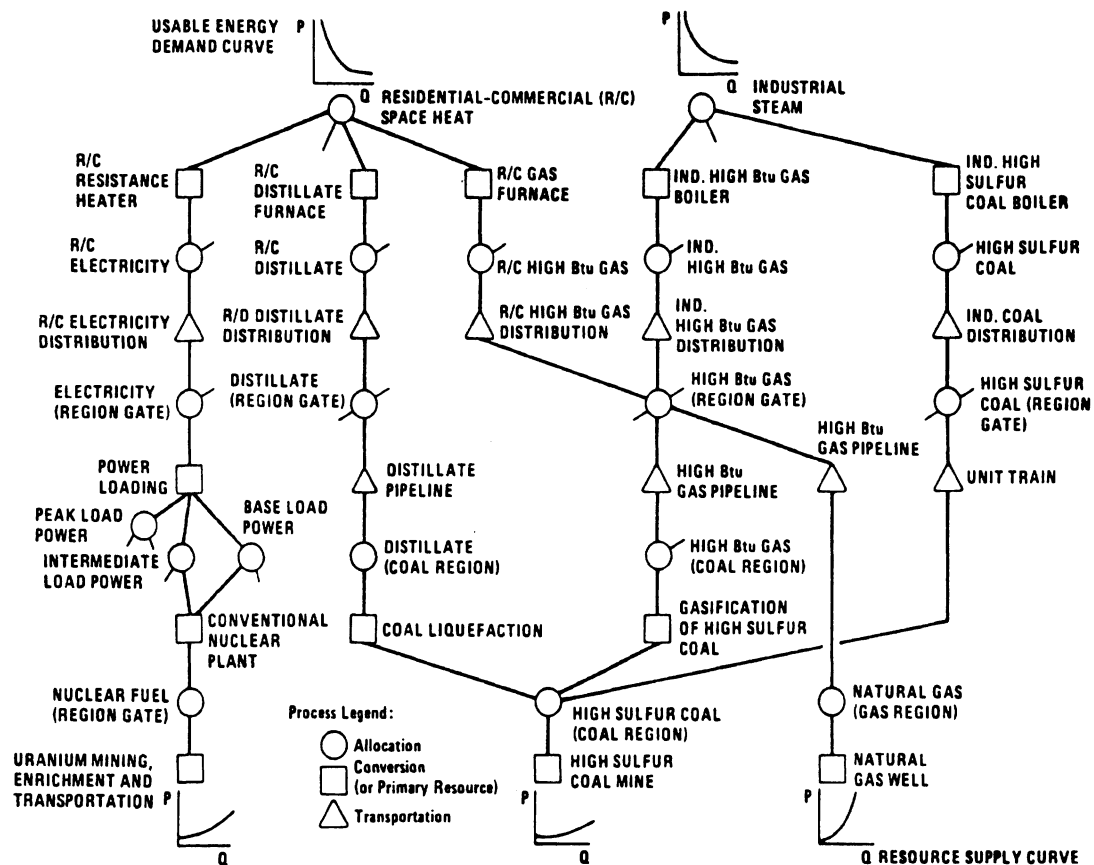 USABLE ENERGY
DEMAND CURVE
P
Q
RESIDENTIAL-COMMERCIAL (R/C)
SPACE HEAT
P
Q
INDUSTRIAL
STEAM
R/C
RESISTANCE
HEATER
R/C
DISTILLATE
FURNACE
R/C GAS
FURNACE
IND. HIGH Btu GAS
BOILER
IND. HIGH
SULFUR
COAL BOILER
R/C
ELECTRICITY
R/C
DISTILLATE
R/C HIGH Btu GAS
IND.
HIGH Btu GAS
HIGH SULFUR
COAL
R/C ELECTRICITY
DISTRIBUTION
R/D DISTILLATE
DISTRIBUTION
R/C HIGH Btu GAS
DISTRIBUTION
IND.
HIGH Btu GAS
DISTRIBUTION
IND. COAL
DISTRIBUTION
ELECTRICITY
(REGION GATE)
DISTILLATE
(REGION GATE)
HIGH Btu GAS
(REGION GATE)
HIGH SULFUR
COAL (REGION
GATE)
POWER
LOADING
DISTILLATE
PIPELINE
HIGH Btu
GAS PIPELINE
HIGH Btu
GAS PIPELINE
UNIT TRAIN
PEAK LOAD
POWER
BASE LOAD
POWER
INTERMEDIATE
LOAD POWER
DISTILLATE
(COAL REGION)
HIGH Btu GAS
(COAL REGION)
CONVENTIONAL
NUCLEAR
PLANT
COAL LIQUEFACTION
GASIFICATION
OF HIGH SULFUR
COAL
NUCLEAR FUEL
(REGION GATE)
HIGH SULFUR COAL
(COAL REGION)
NATURAL GAS
(GAS REGION)
URANIUM MINING,
ENRICHMENT AND
TRANSPORTATION
P
Q
Process Legend:
Allocation
Conversion
(or Primary Resource)
Transportation
HIGH SULFUR
COAL MINE
P
Q
NATURAL
GAS WELL
P
Q
RESOURCE SUPPLY CURVE